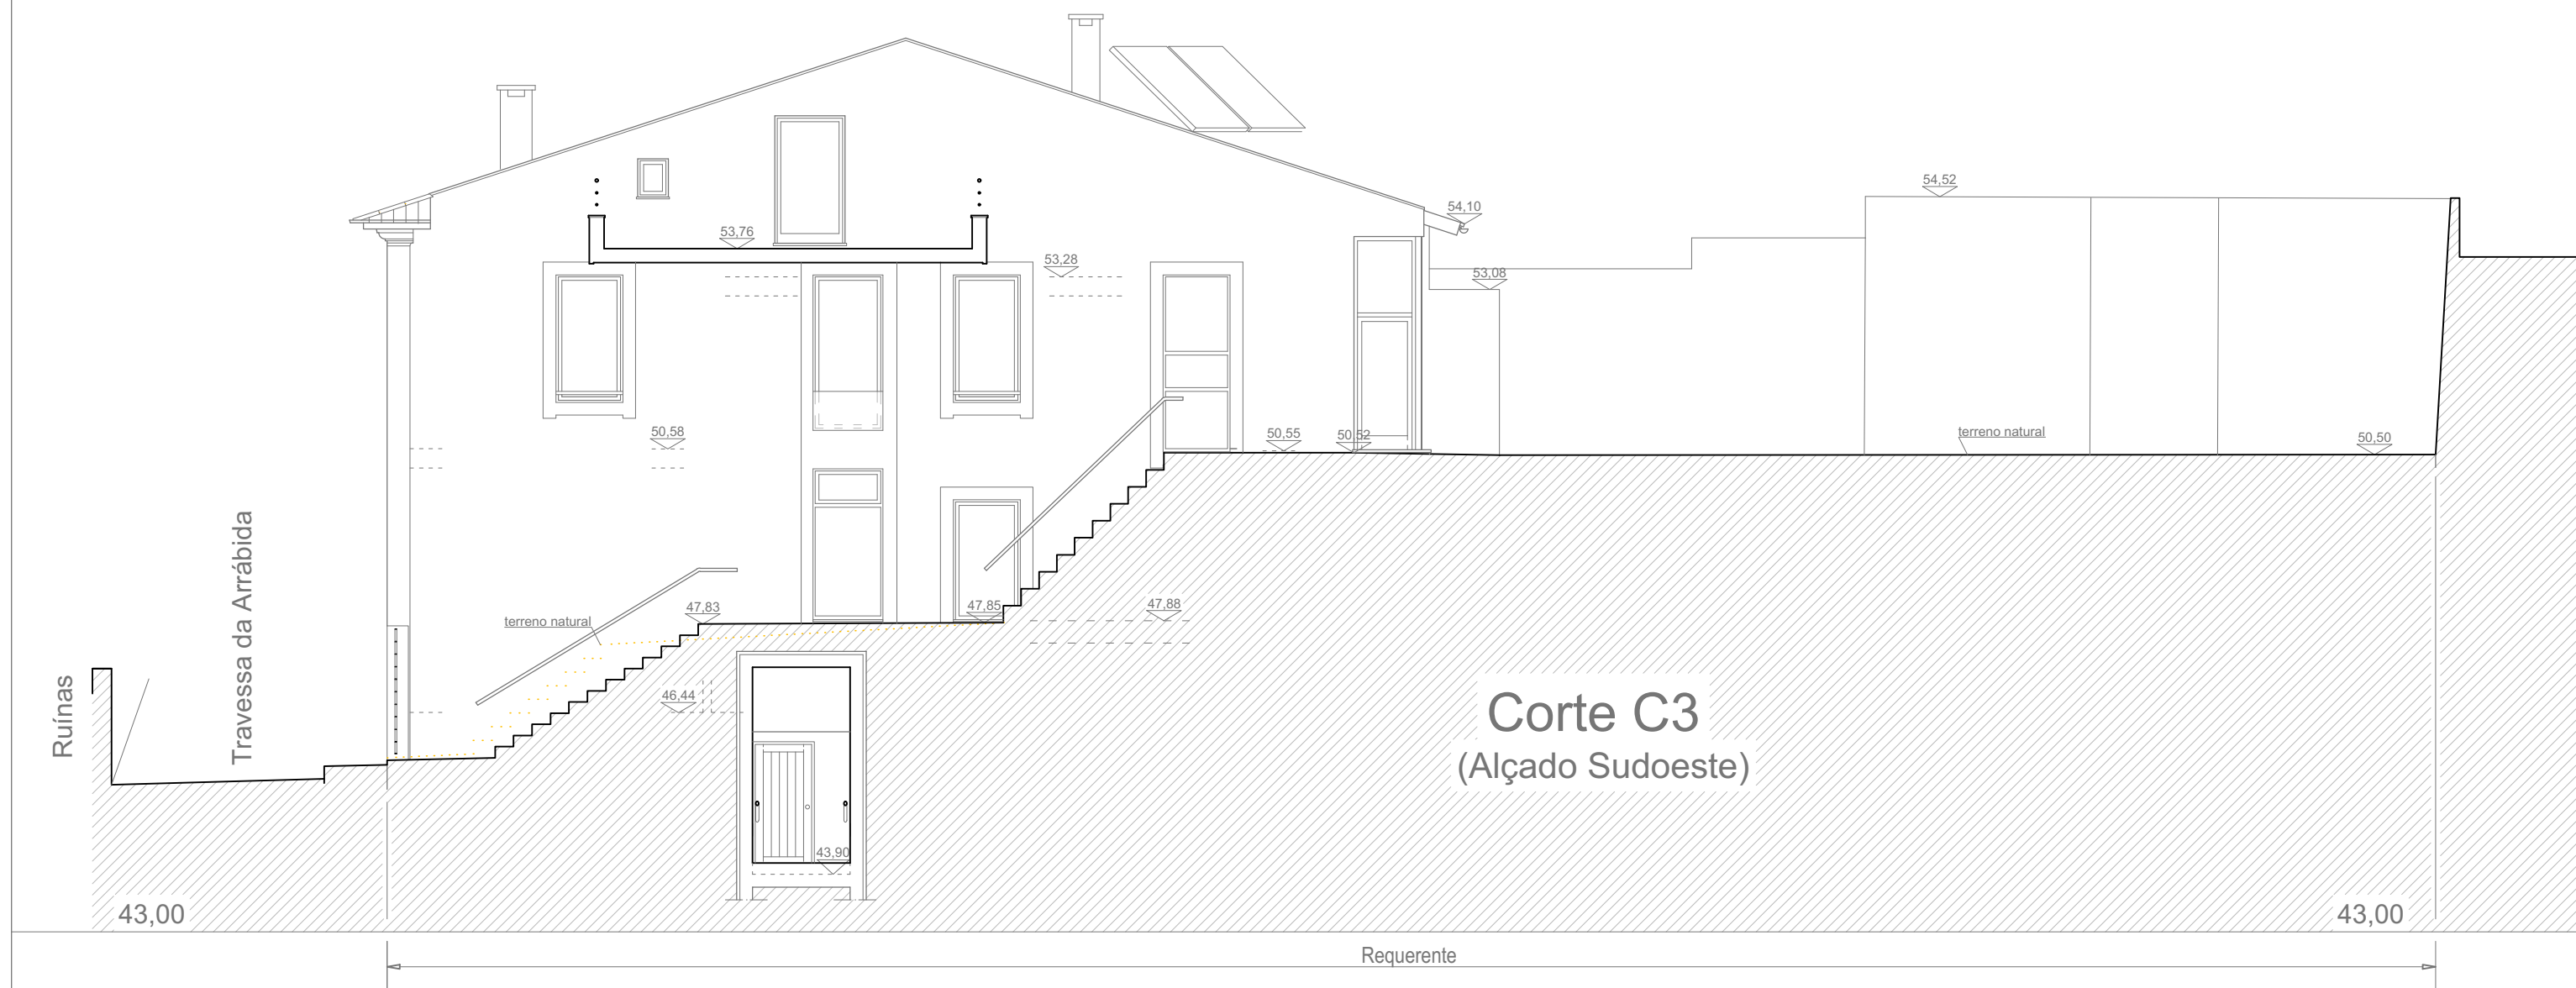 54,52
54,10
53,76
53,28
53,08
50,58
50,55
50,52
terreno natural
50,50
Travessa da Arrábida
47,83
47,85
47,88
terreno natural
Ruínas
46,44
Corte C3
(Alçado Sudoeste)
43,90
43,00
43,00
Requerente